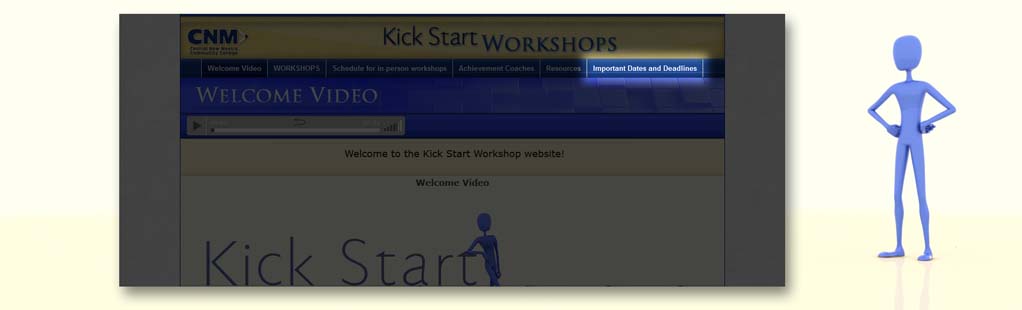 CNM
Central New Mexico
Community College
Kick Start Workshops
Welcome Video
WORKSHOPS
Schedule for in person workshops
Achievement Coaches
Resources
Important Dates and Deadlines
Welcome Video
Welcome to the Kick Start Workshop website!
Welcome Video
Kick Start